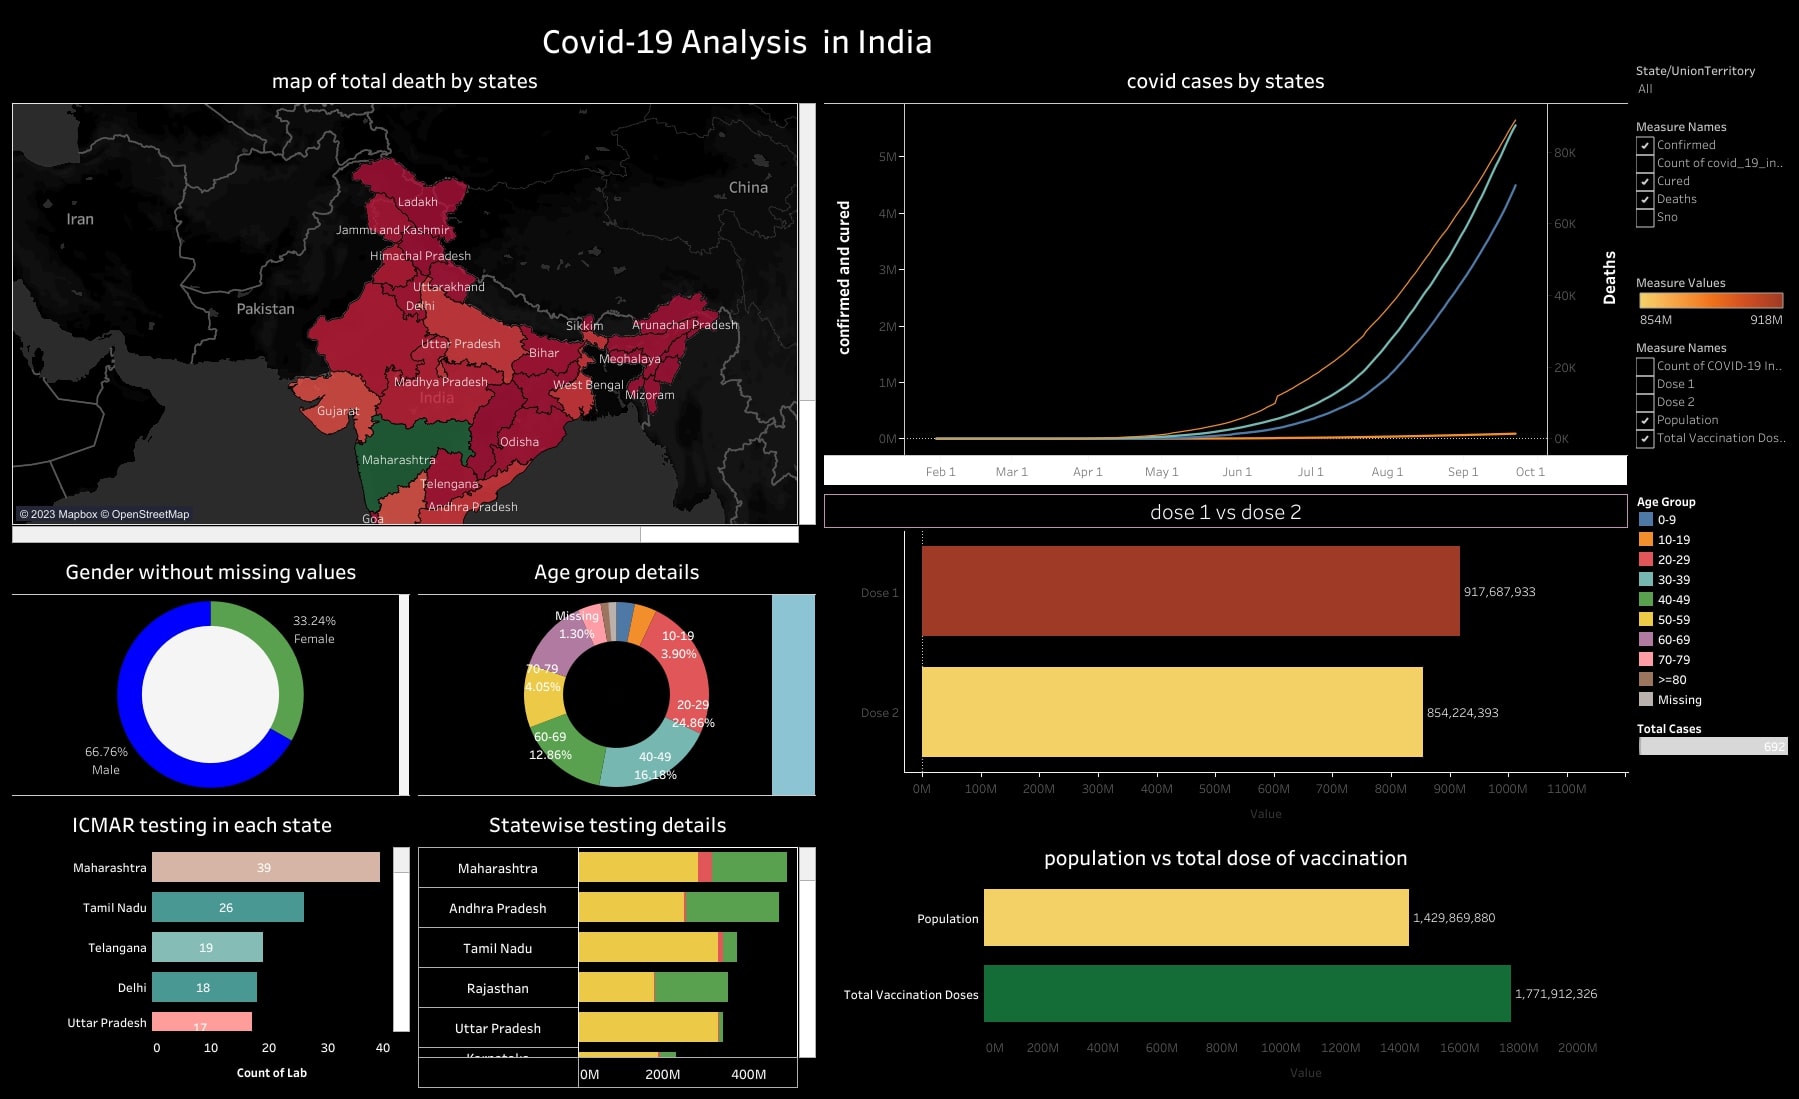 Covid-19 Analysis  in India
map of total death by states
Iran
China
Pakistan
Ladakh
Jammu and Kashmir
Himachal Pradesh
Uttarakhand
Delhi
Sikkim
Arunachal Pradesh
Uttar Pradesh
Bihar
Meghalaya
Madhya Pradesh
West Bengal
India
Mizoram
Gujarat
Odisha
Maharashtra
Telengana
Andhra Pradesh
Goa
© 2023 Mapbox © OpenStreetMap
covid cases by states
confirmed and cured
5M
4M
3M
2M
1M
0M
80K
60K
40K
20K
0K
Deaths
Feb 1 Mar 1 Apr 1 May 1 Jun 1 Jul 1 Aug 1 Sep 1 Oct 1
State/UnionTerritory
All
Measure Names
Confirmed
Count of covid_19_in..
Cured
Deaths
Sno
Measure Values
854M 918M
Measure Names
Count of COVID-19 In..
Dose 1
Dose 2
Population
Total Vaccination Dos..
Age Group
0-9
10-19
20-29
30-39
40-49
50-59
60-69
70-79
>=80
Missing
Total Cases
692
Gender without missing values
33.24%
Female
66.76%
Male
Age group details
Missing
1.30%
10-19
3.90%
70-79
4.05%
20-29
24.86%
60-69
12.86%
40-49
16.18%
dose 1 vs dose 2
Dose 1 917,687,933
Dose 2 854,224,393
0M 100M 200M 300M 400M 500M 600M 700M 800M 900M 1000M 1100M
Value
ICMAR testing in each state
Maharashtra 39
Tamil Nadu 26
Telangana 19
Delhi 18
Uttar Pradesh 17
0 10 20 30 40
Count of Lab
Statewise testing details
Maharashtra
Andhra Pradesh
Tamil Nadu
Rajasthan
Uttar Pradesh
Karnataka
0M 200M 400M
population vs total dose of vaccination
Population 1,429,869,880
Total Vaccination Doses 1,771,912,326
0M 200M 400M 600M 800M 1000M 1200M 1400M 1600M 1800M 2000M
Value